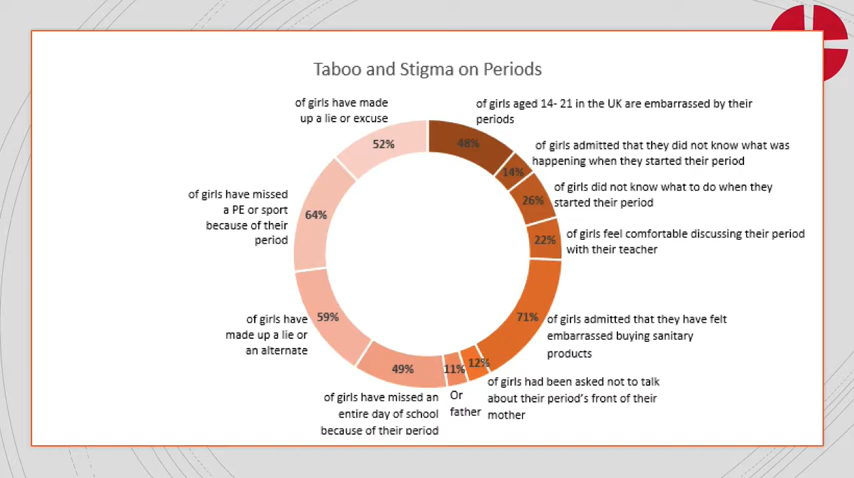 Taboo and Stigma on Periods
of girls have made
up a lie or excuse
52%
of girls aged 14- 21 in the UK are embarrassed by their
periods
48%
of girls admitted that they did not know what was
happening when they started their period
14%
of girls did not know what to do when they
started their period
26%
of girls feel comfortable discussing their period
with their teacher
22%
of girls admitted that they have felt
embarrassed buying sanitary
products
71%
of girls had been asked not to talk
about their period's front of their
mother
12%
Or
father
11%
of girls have missed an
entire day of school
because of their period
49%
of girls have
made up a lie or
an alternate
59%
of girls have missed
a PE or sport
because of their
period
64%